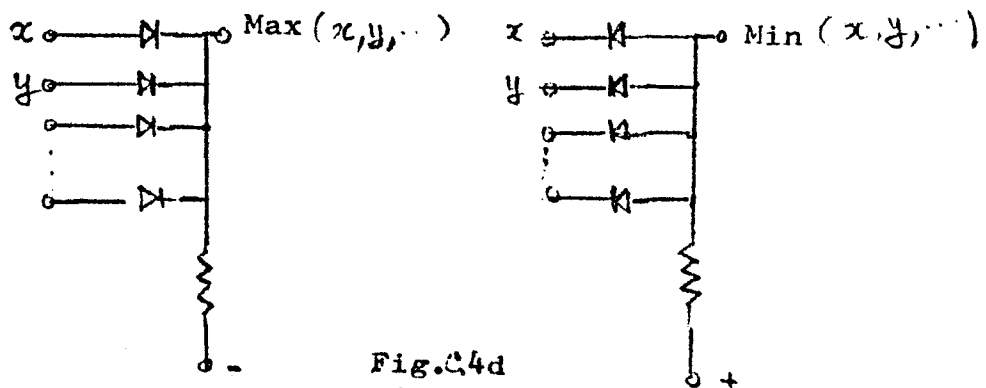 x Max (x,y,··) x Min (x,y,···)
y y
- Fig.C4d +